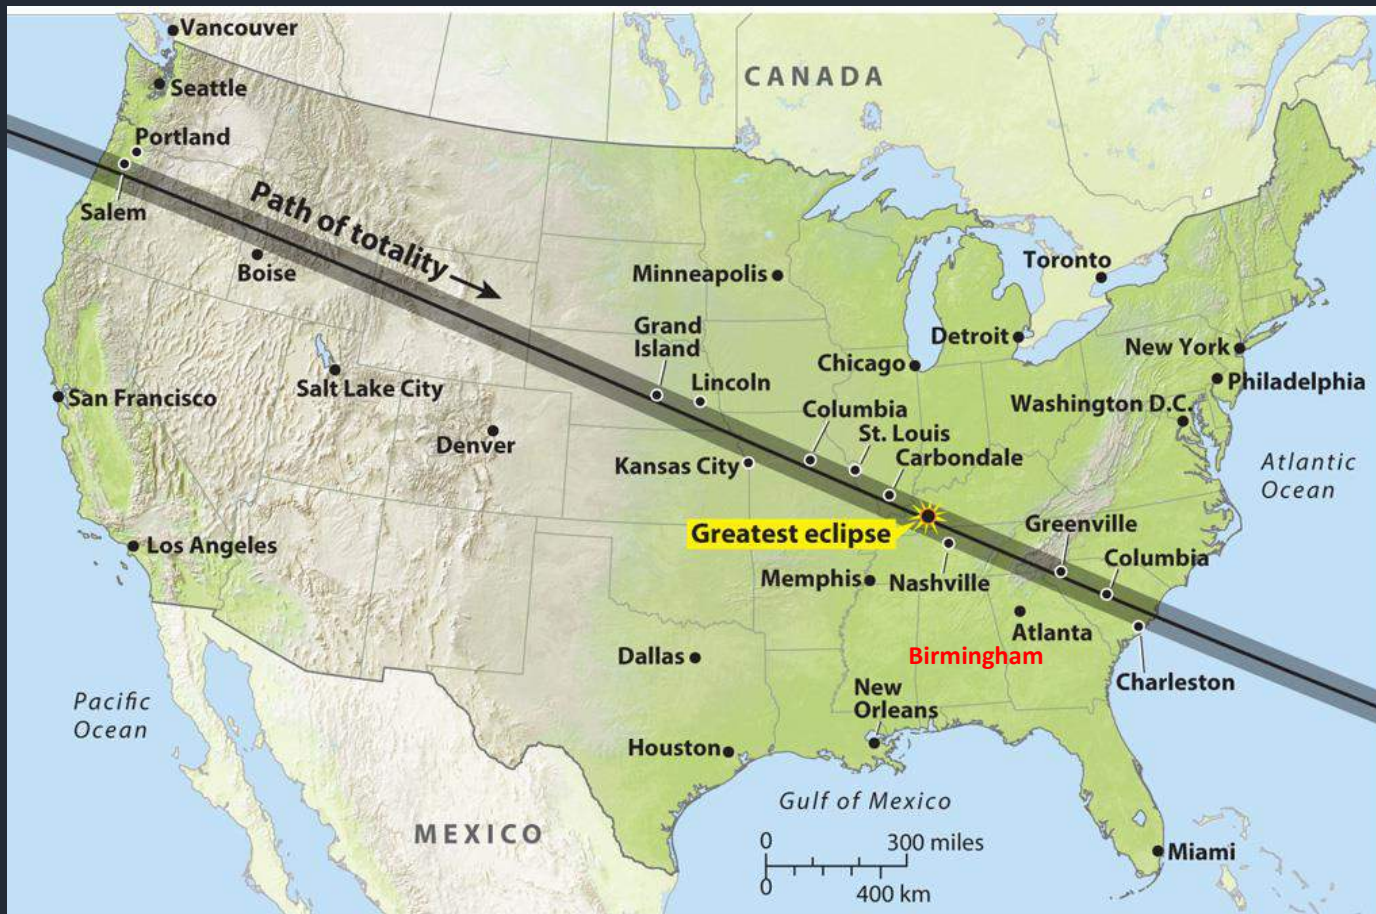 Vancouver
CANADA
Seattle
Portland
Salem
Path of totality
Boise
Minneapolis
Toronto
Grand
Island
Detroit
New York
Chicago
Lincoln
Salt Lake City
San Francisco
Philadelphia
Washington D.C.
Columbia
St. Louis
Denver
Carbondale
Kansas City
Atlantic
Ocean
Greenville
Greatest eclipse
Los Angeles
Columbia
Memphis
Nashville
Atlanta
Birmingham
Dallas
Charleston
New
Orleans
Pacific
Ocean
Houston
Gulf of Mexico
MEXICO
0 300 miles
0 400 km
Miami